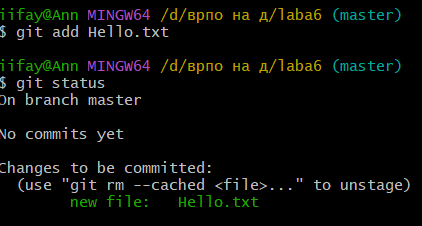 iifay@Ann MINGW64 /d/врпо на д/laba6 (master)
$ git add Hello.txt
iifay@Ann MINGW64 /d/врпо на д/laba6 (master)
$ git status
On branch master
No commits yet
Changes to be committed:
(use "git rm --cached <file>..." to unstage)
new file:   Hello.txt